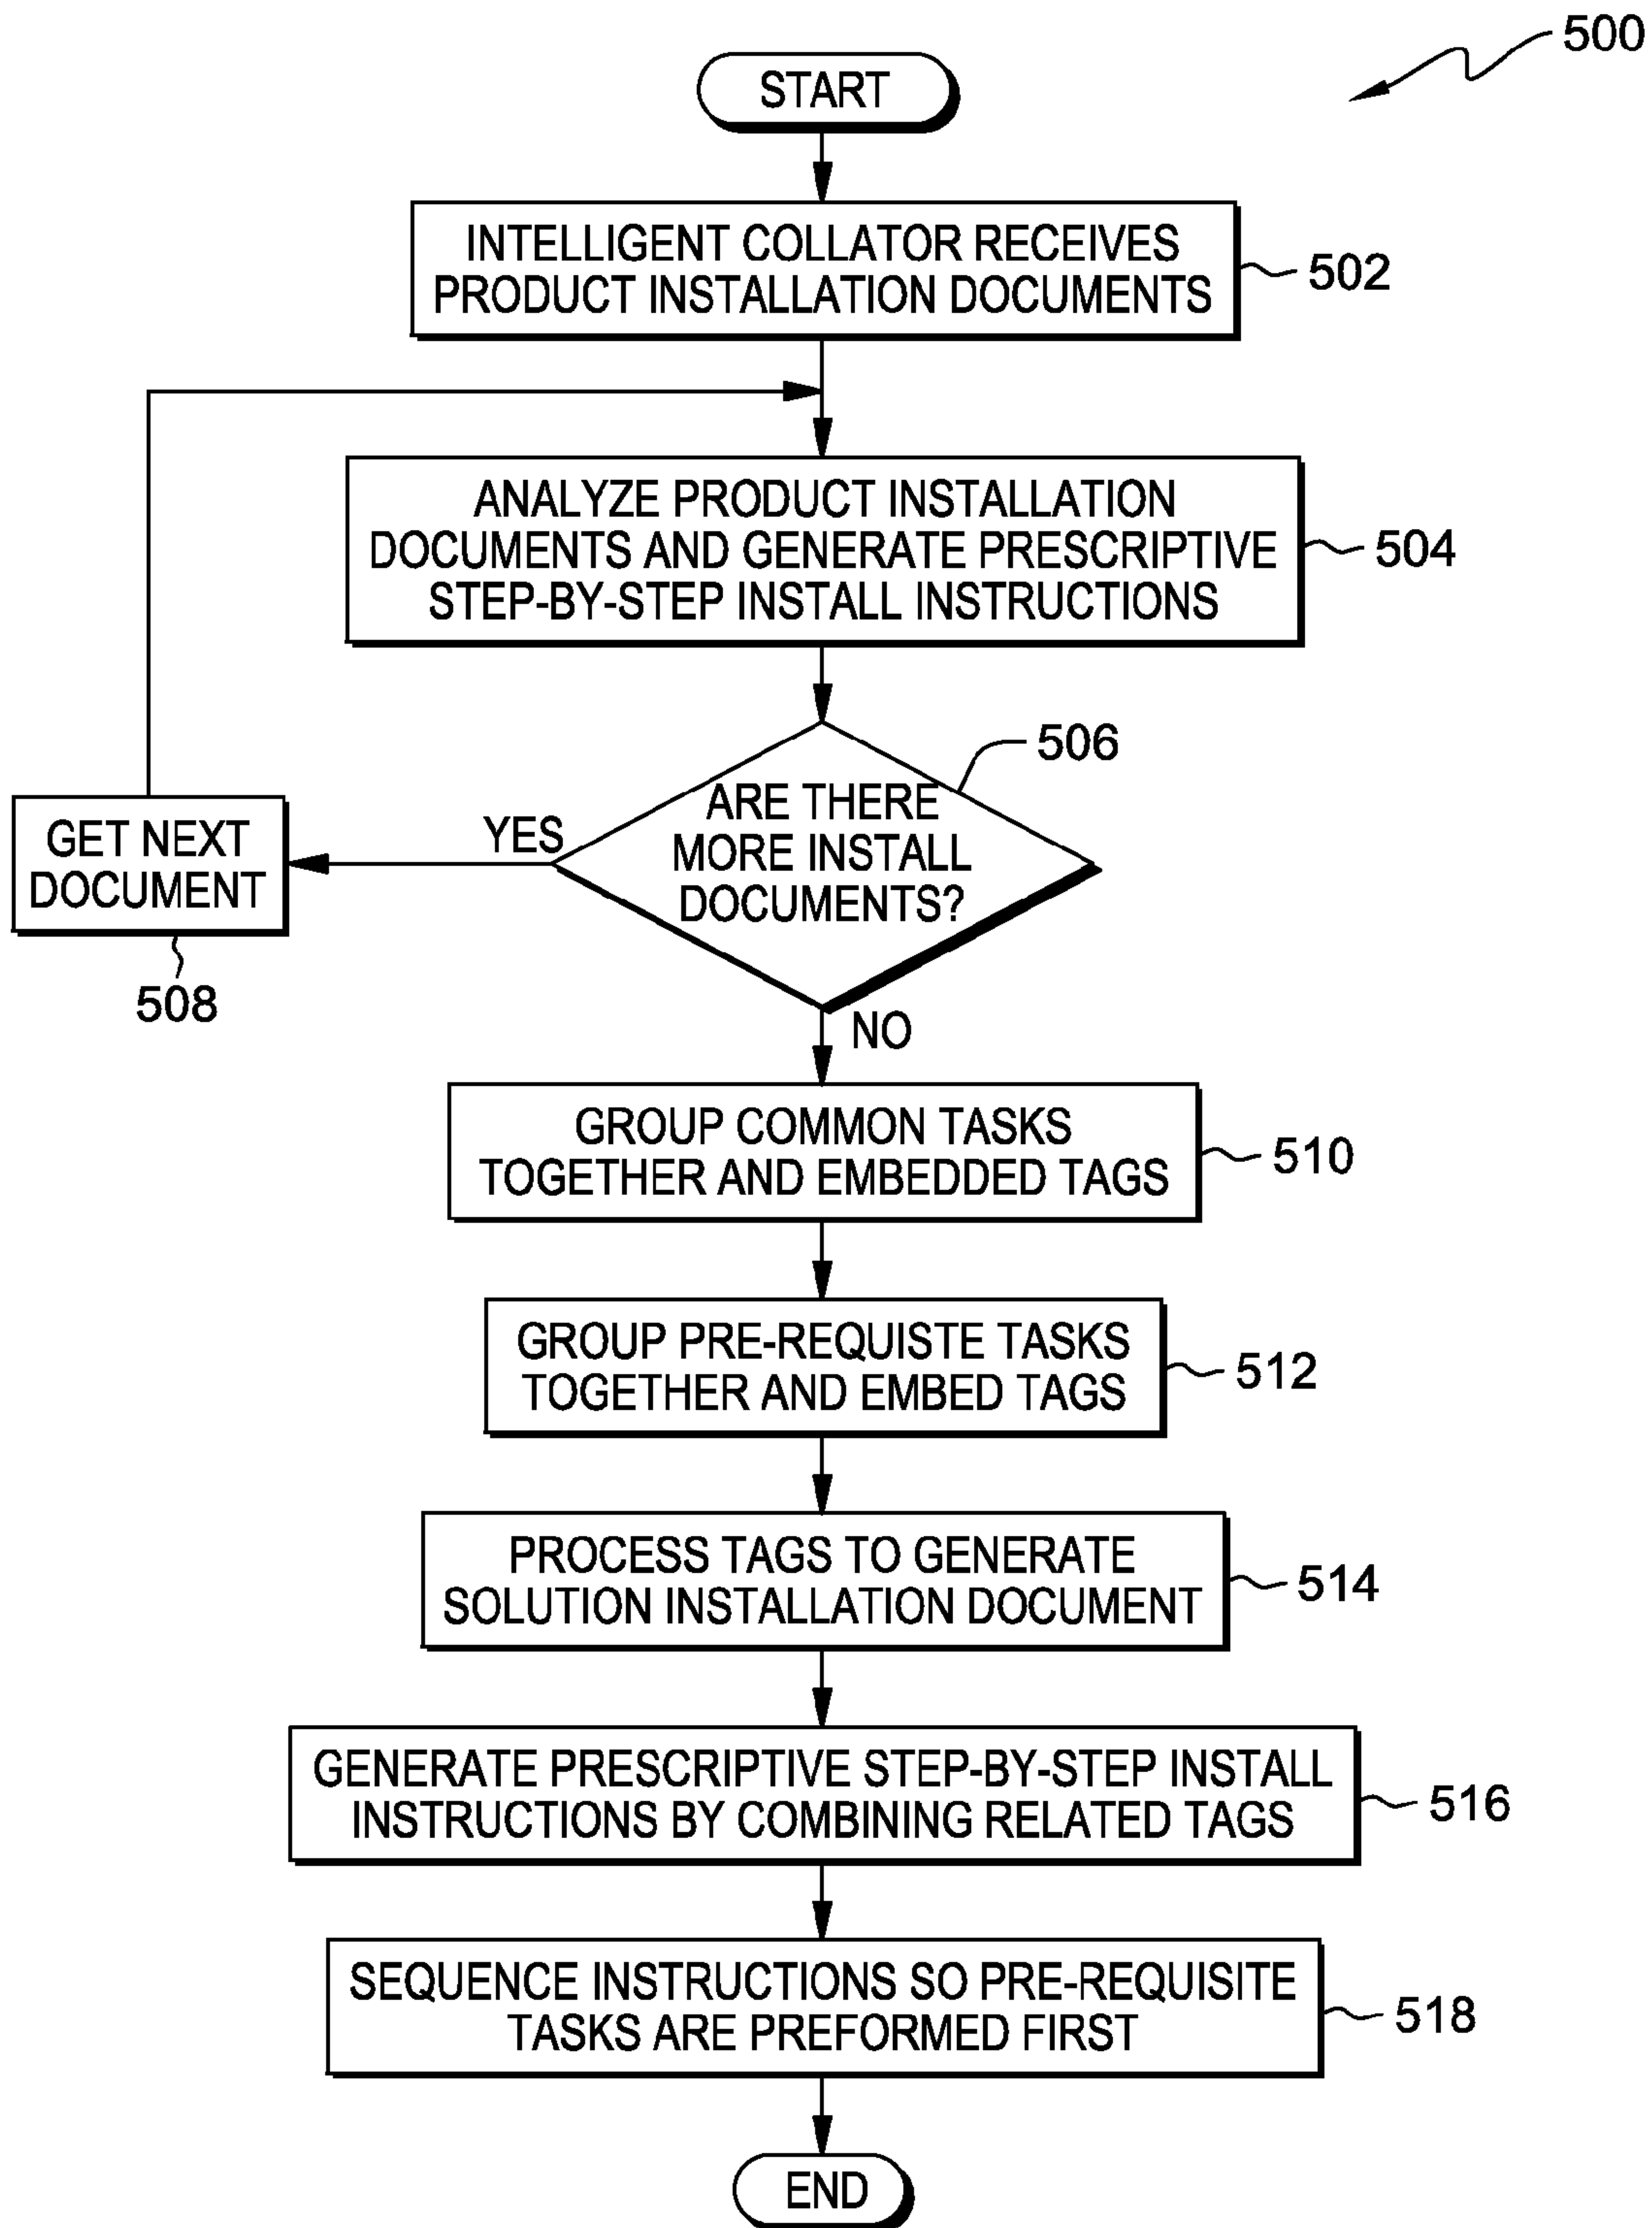 500
START
INTELLIGENT COLLATOR RECEIVES
PRODUCT INSTALLATION DOCUMENTS
502
ANALYZE PRODUCT INSTALLATION
DOCUMENTS AND GENERATE PRESCRIPTIVE
STEP-BY-STEP INSTALL INSTRUCTIONS
504
506
ARE THERE
MORE INSTALL
DOCUMENTS?
YES
GET NEXT
DOCUMENT
508
NO
GROUP COMMON TASKS
TOGETHER AND EMBEDDED TAGS
510
GROUP PRE-REQUISTE TASKS
TOGETHER AND EMBED TAGS
512
PROCESS TAGS TO GENERATE
SOLUTION INSTALLATION DOCUMENT
514
GENERATE PRESCRIPTIVE STEP-BY-STEP INSTALL
INSTRUCTIONS BY COMBINING RELATED TAGS
516
SEQUENCE INSTRUCTIONS SO PRE-REQUISITE
TASKS ARE PREFORMED FIRST
518
END